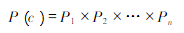 P(c) = P₁ × P₂ × ⋯ × Pₙ